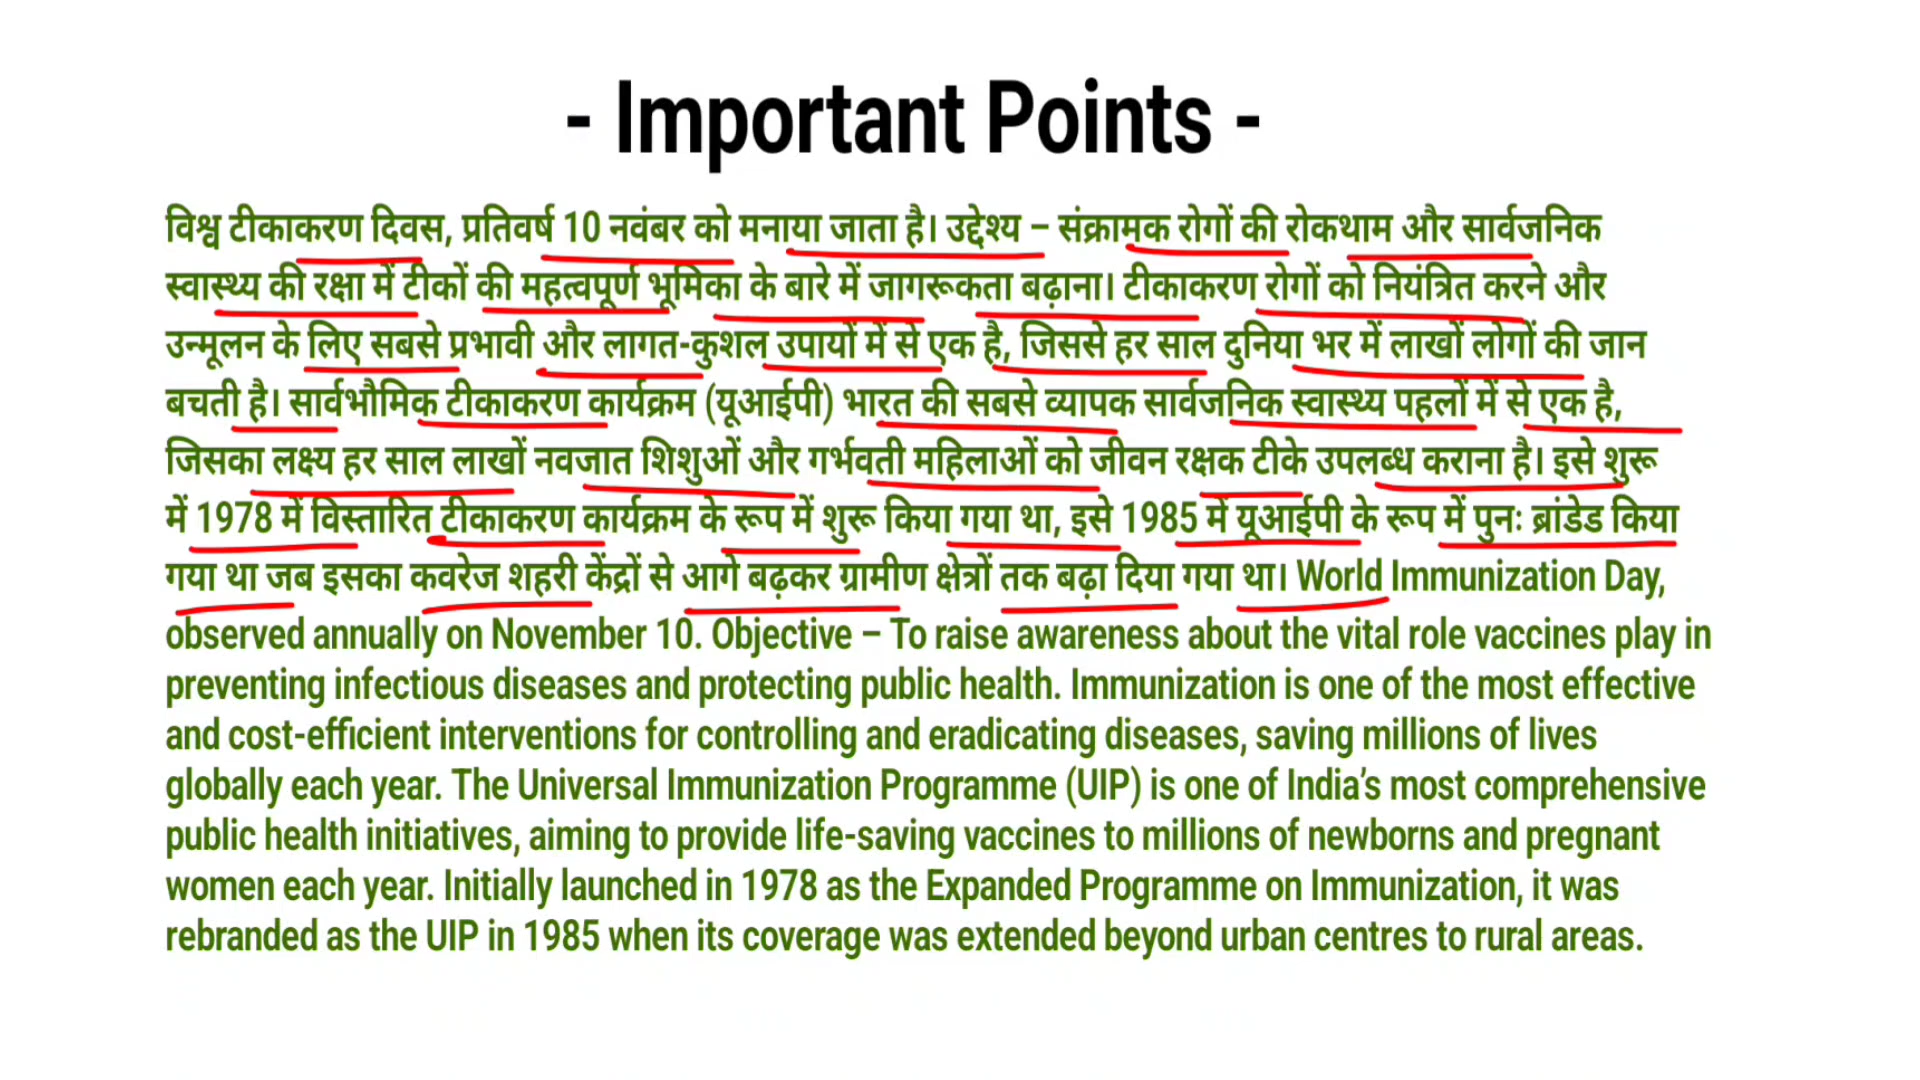 - Important Points -
विश्व टीकाकरण दिवस, प्रतिवर्ष 10 नवंबर को मनाया जाता है। उद्देश्य – संक्रामक रोगों की रोकथाम और सार्वजनिक
स्वास्थ्य की रक्षा में टीकों की महत्वपूर्ण भूमिका के बारे में जागरूकता बढ़ाना। टीकाकरण रोगों को नियंत्रित करने और
उन्मूलन के लिए सबसे प्रभावी और लागत-कुशल उपायों में से एक है, जिससे हर साल दुनिया भर में लाखों लोगों की जान
बचती है। सार्वभौमिक टीकाकरण कार्यक्रम (यूआईपी) भारत की सबसे व्यापक सार्वजनिक स्वास्थ्य पहलों में से एक है,
जिसका लक्ष्य हर साल लाखों नवजात शिशुओं और गर्भवती महिलाओं को जीवन रक्षक टीके उपलब्ध कराना है। इसे शुरू
में 1978 में विस्तारित टीकाकरण कार्यक्रम के रूप में शुरू किया गया था, इसे 1985 में यूआईपी के रूप में पुनः ब्रांडेड किया
गया था जब इसका कवरेज शहरी केंद्रों से आगे बढ़कर ग्रामीण क्षेत्रों तक बढ़ा दिया गया था। World Immunization Day,
observed annually on November 10. Objective – To raise awareness about the vital role vaccines play in
preventing infectious diseases and protecting public health. Immunization is one of the most effective
and cost-efficient interventions for controlling and eradicating diseases, saving millions of lives
globally each year. The Universal Immunization Programme (UIP) is one of India’s most comprehensive
public health initiatives, aiming to provide life-saving vaccines to millions of newborns and pregnant
women each year. Initially launched in 1978 as the Expanded Programme on Immunization, it was
rebranded as the UIP in 1985 when its coverage was extended beyond urban centres to rural areas.